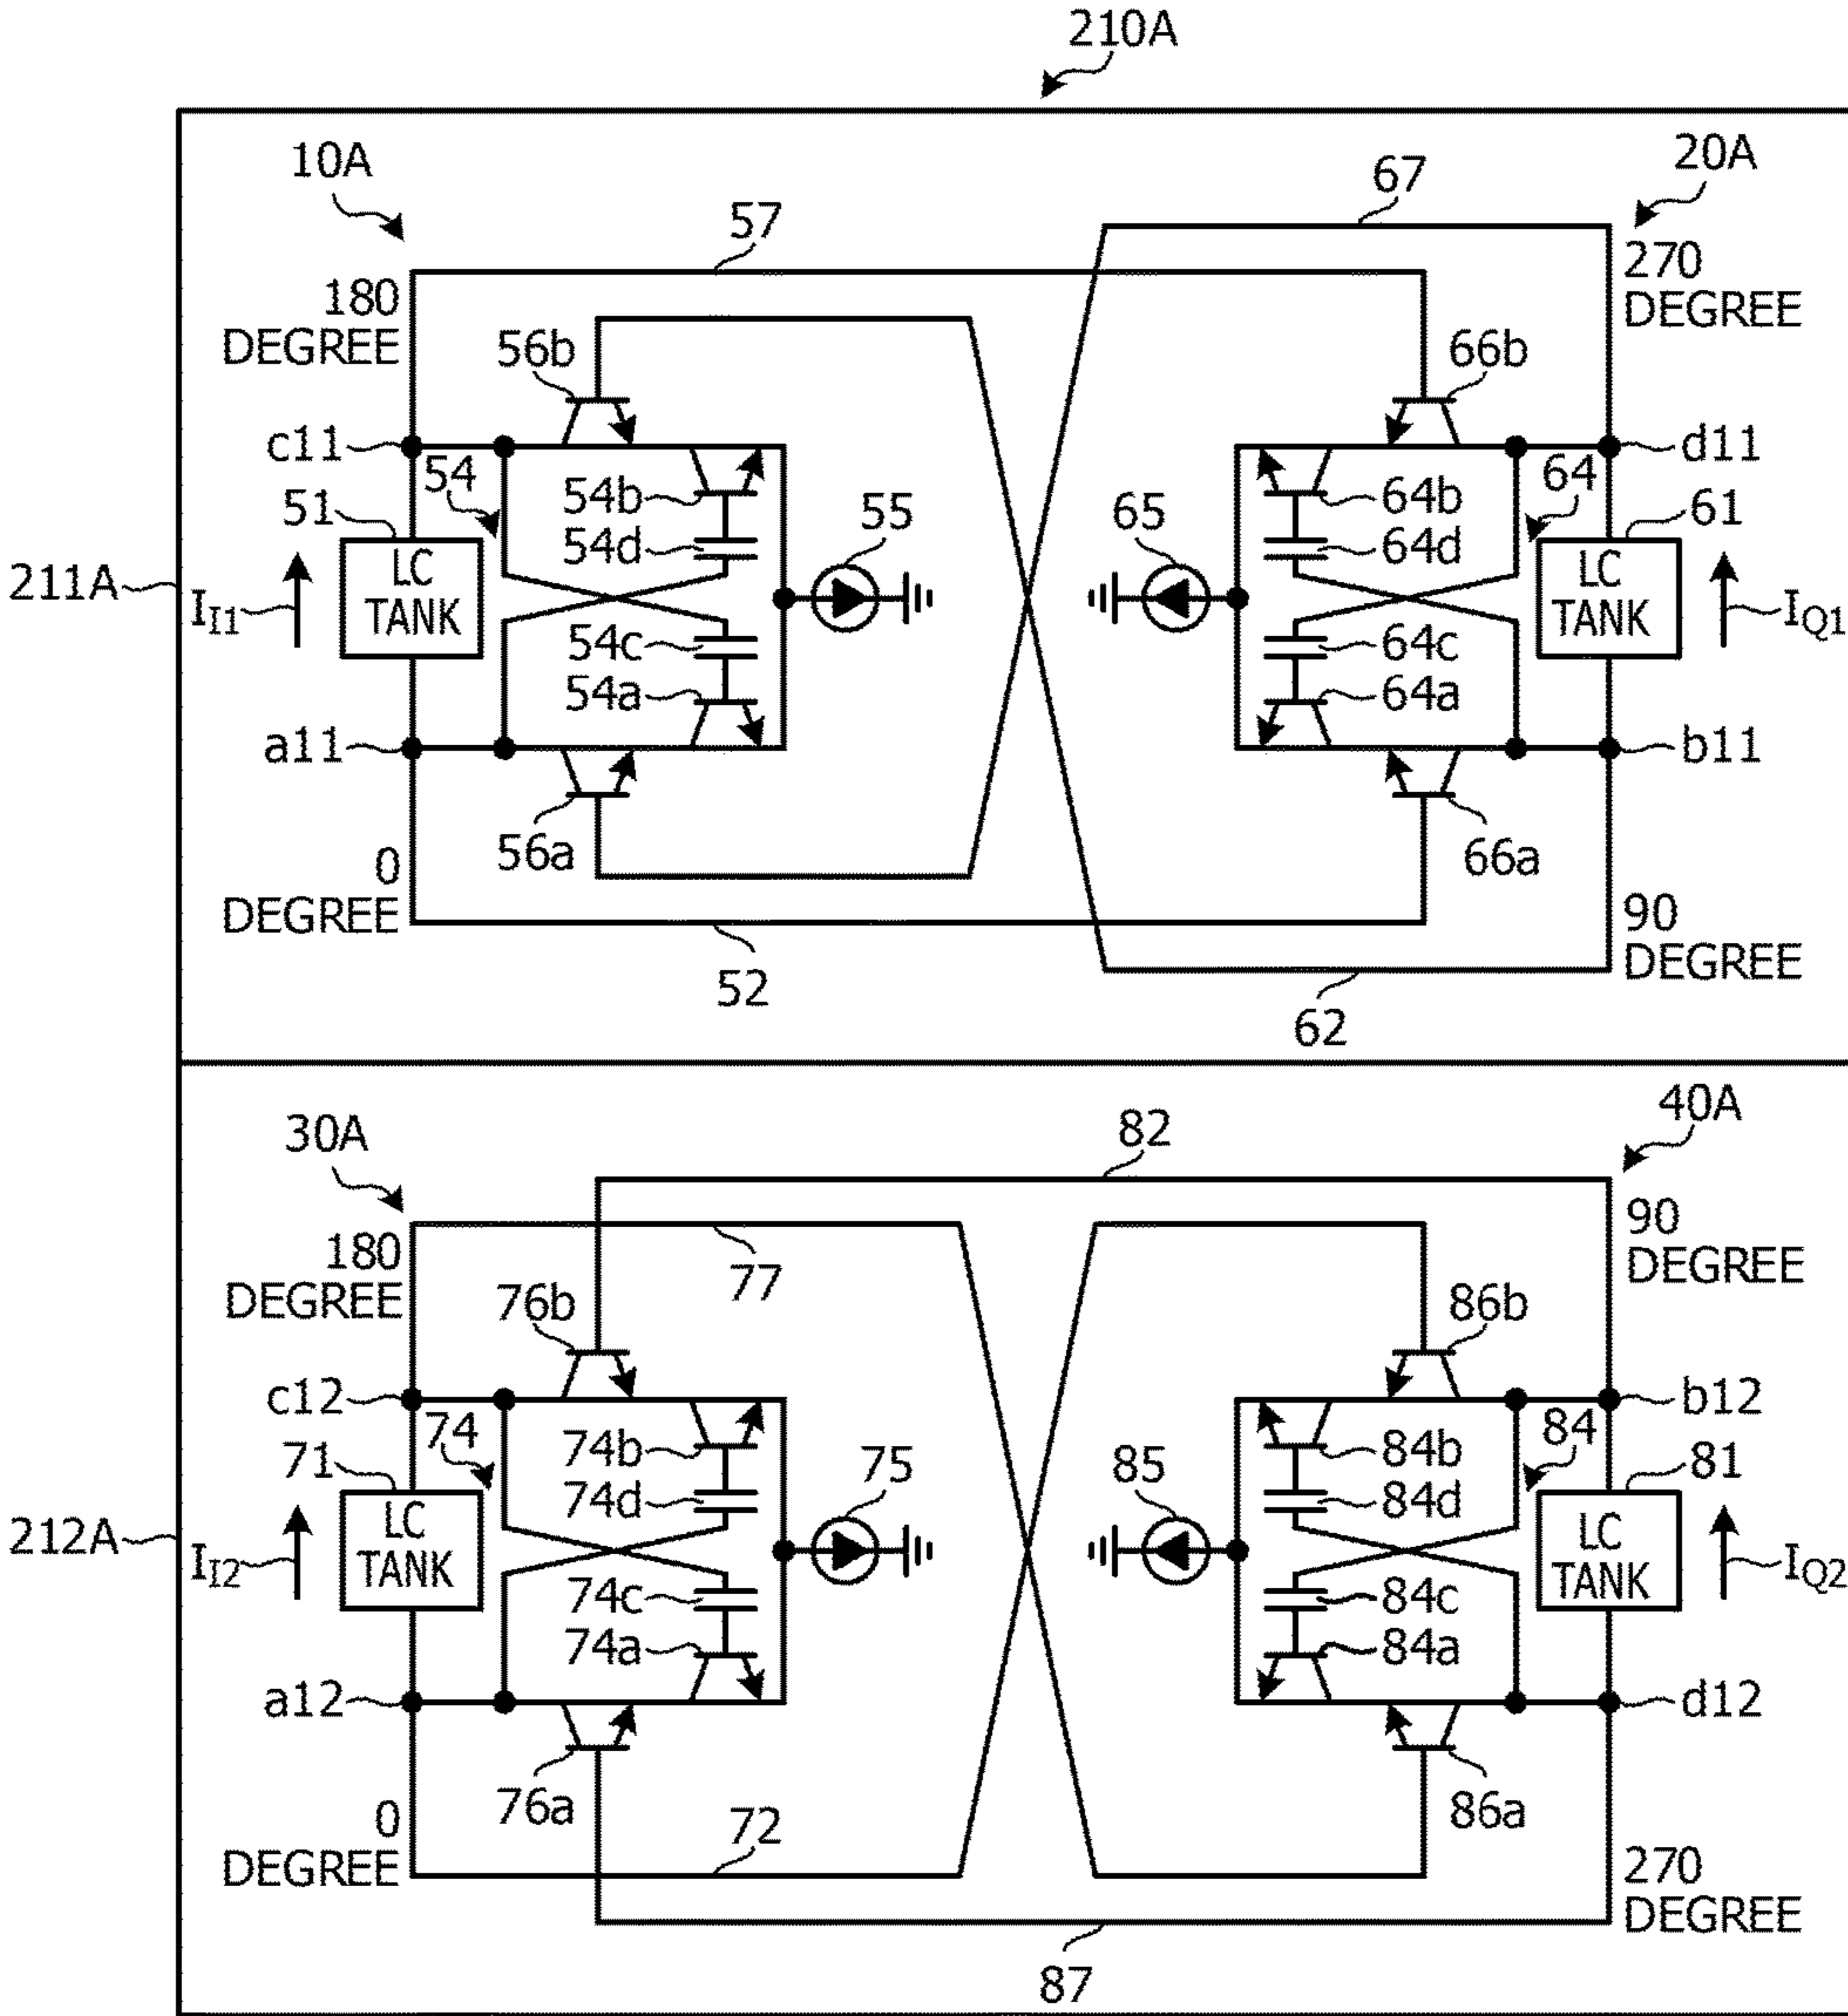 210A
10A
20A
67
57
270
DEGREE
180
DEGREE
56b
66b
c11
d11
54
54b
64b
64
51
55
65
61
54d
64d
LC
TANK
LC
TANK
211A
I_I1
I_Q1
54c
64c
54a
64a
a11
b11
56a
66a
0
DEGREE
90
DEGREE
52
62
30A
40A
82
90
DEGREE
180
DEGREE
77
76b
86b
c12
b12
74
74b
84b
84
71
75
85
81
74d
84d
LC
TANK
LC
TANK
212A
I_I2
I_Q2
74c
84c
74a
84a
a12
d12
76a
86a
0
DEGREE
72
270
DEGREE
87